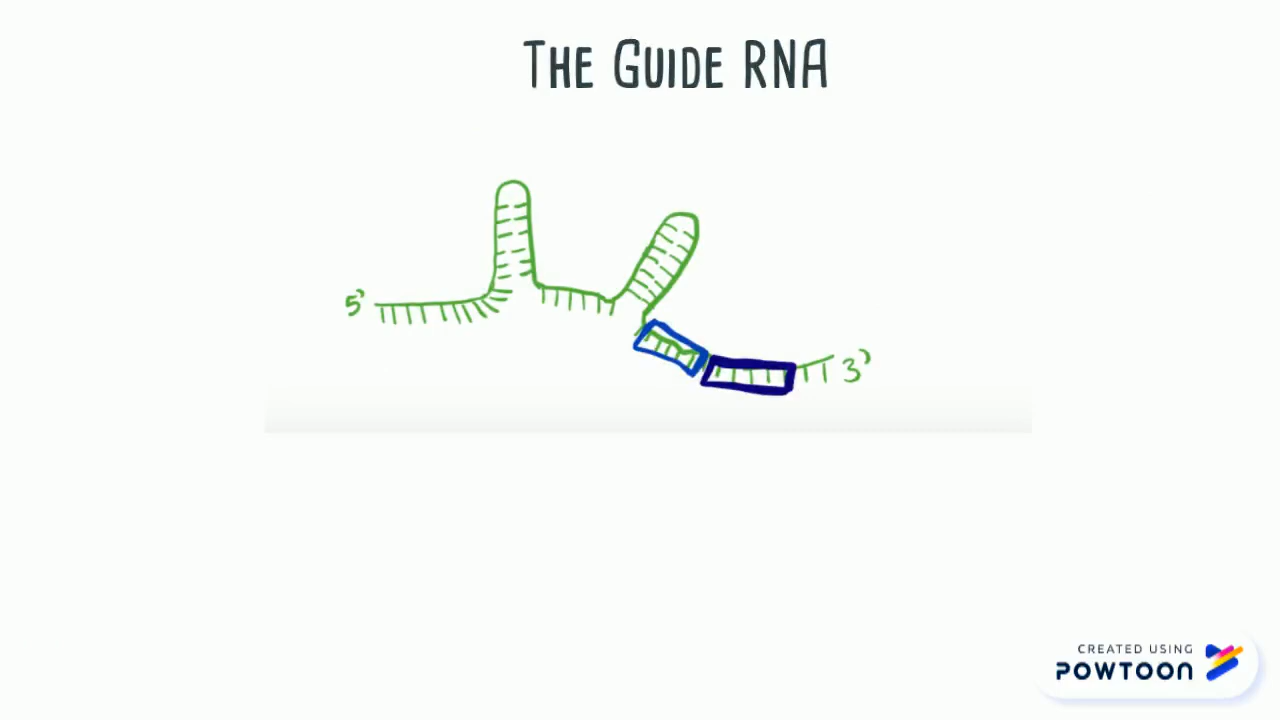 THE GUIDE RNA
5'
3'
CREATED USING
POWTOON